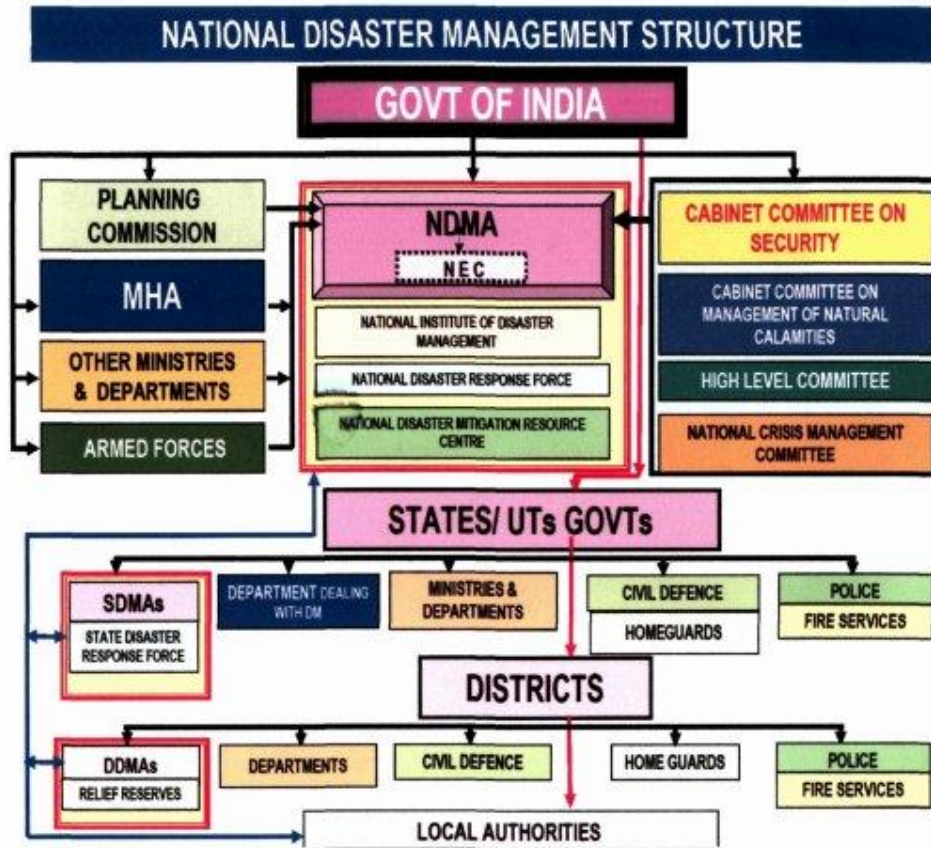 NATIONAL DISASTER MANAGEMENT STRUCTURE
GOVT OF INDIA
PLANNING
COMMISSION
MHA
OTHER MINISTRIES
& DEPARTMENTS
ARMED FORCES
NDMA
NEC
NATIONAL INSTITUTE OF DISASTER
MANAGEMENT
NATIONAL DISASTER RESPONSE FORCE
NATIONAL DISASTER MITIGATION RESOURCE
CENTRE
CABINET COMMITTEE ON
SECURITY
CABINET COMMITTEE ON
MANAGEMENT OF NATURAL
CALAMITIES
HIGH LEVEL COMMITTEE
NATIONAL CRISIS MANAGEMENT
COMMITTEE
STATES/ UTs GOVTs
SDMAs
STATE DISASTER
RESPONSE FORCE
DEPARTMENT DEALING
WITH DM
MINISTRIES &
DEPARTMENTS
CIVIL DEFENCE
HOMEGUARDS
POLICE
FIRE SERVICES
DISTRICTS
DDMAs
RELIEF RESERVES
DEPARTMENTS
CIVIL DEFENCE
HOME GUARDS
POLICE
FIRE SERVICES
LOCAL AUTHORITIES